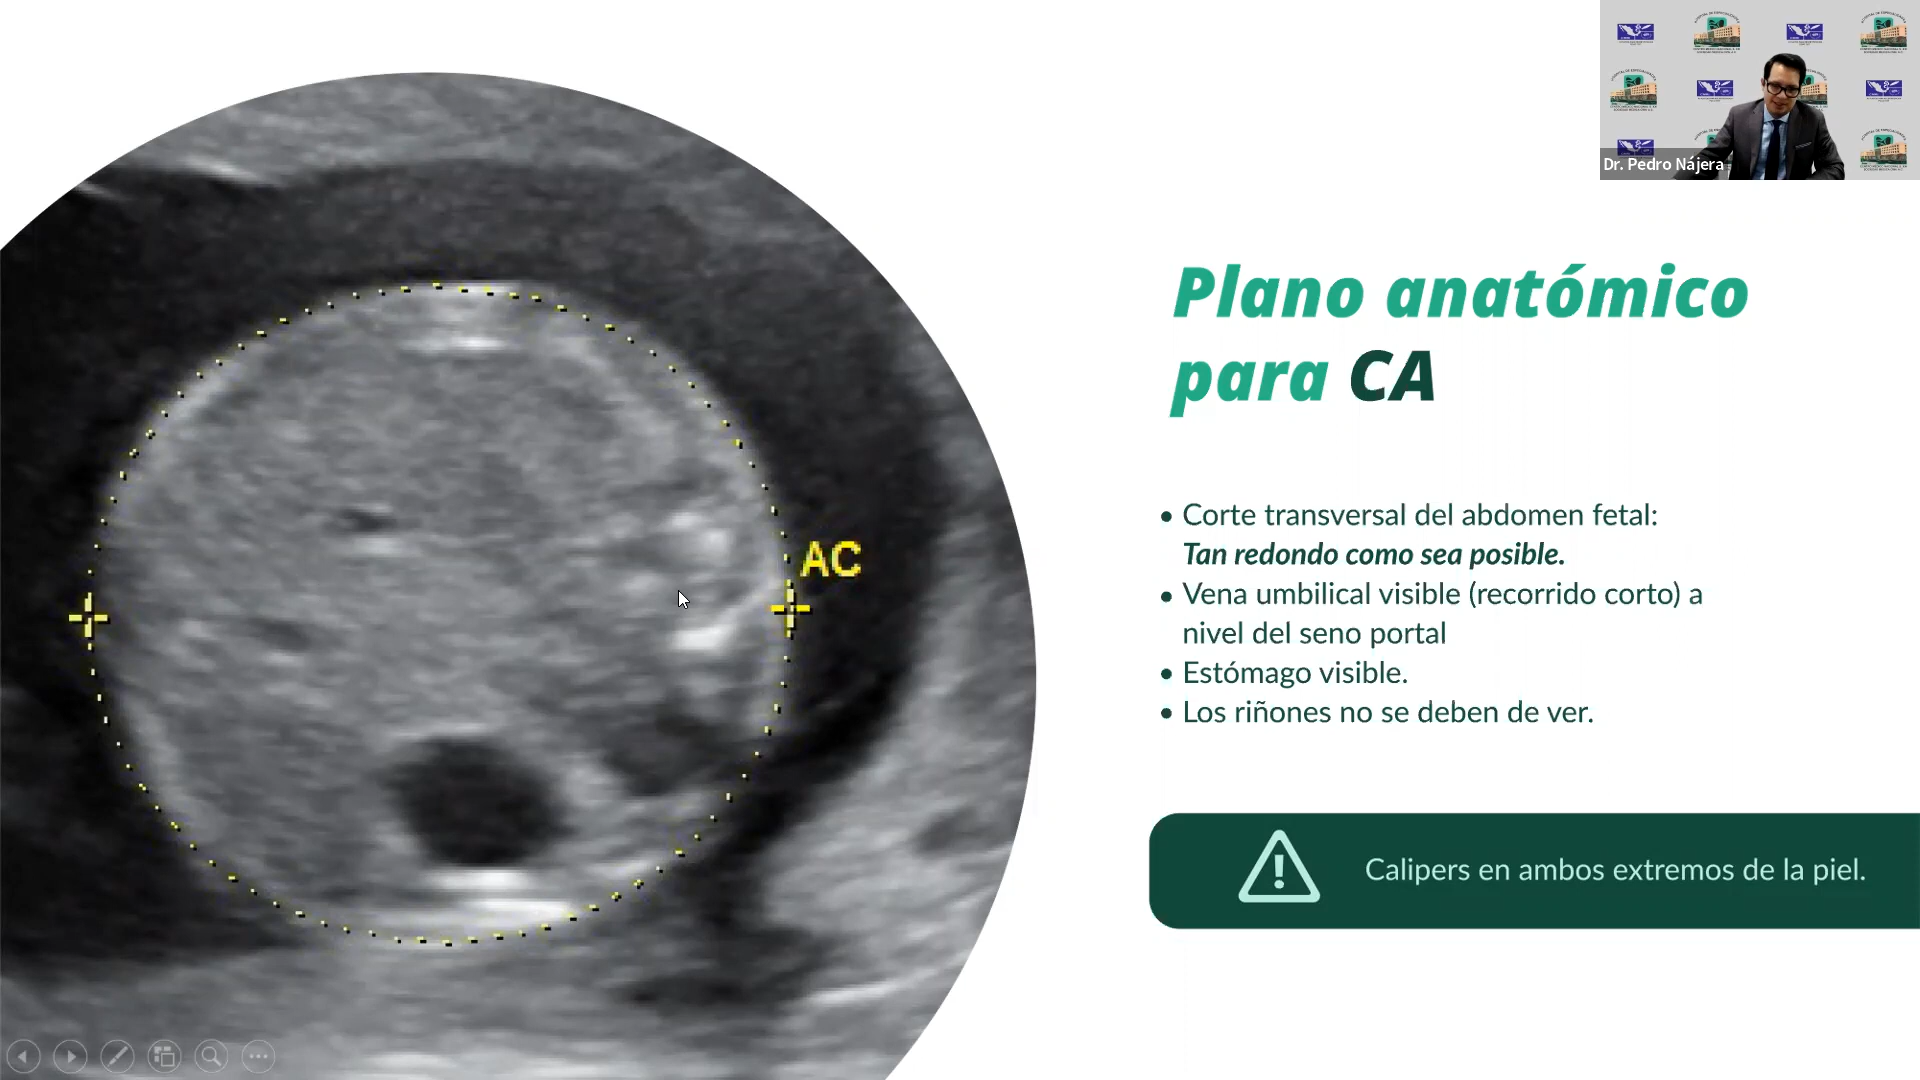 Dr. Pedro Nájera
Plano anatómico
para CA
AC
• Corte transversal del abdomen fetal:
Tan redondo como sea posible.
• Vena umbilical visible (recorrido corto) a
nivel del seno portal
• Estómago visible.
• Los riñones no se deben de ver.
Calipers en ambos extremos de la piel.